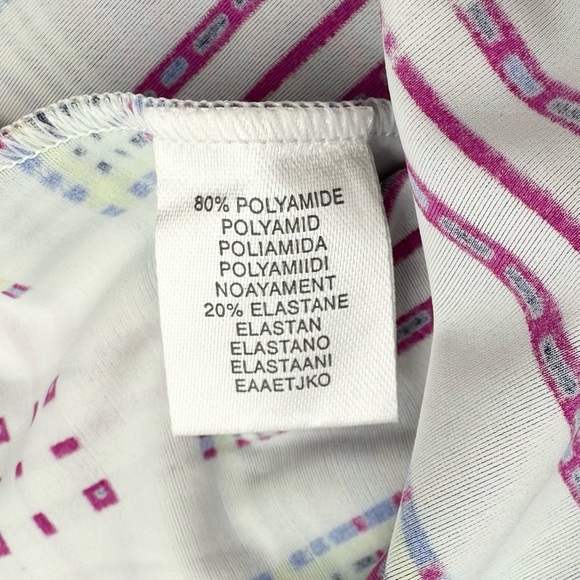 80% POLYAMIDE
POLYAMID
POLIAMIDA
POLYAMIIDI
NOAYAMENT
20% ELASTANE
ELASTAN
ELASTANO
ELASTAANI
EAAETJKO